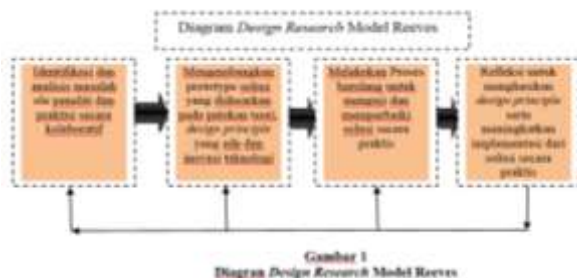 Diagram Design Research Model Reeves
Identifikasi dan
analisis masalah
oleh peneliti dan
praktisi secara
kolaboratif
Mengembangkan
prototype solusi
yang didasarkan
pada patokan teori,
design principle
yang ada dan
inovasi teknologi
Melakukan Proses
berulang untuk
menguji dan
memperbaiki
solusi secara
praktis
Refleksi untuk
menghasilkan
design principle
serta
meningkatkan
implementasi dari
solusi secara
praktis
Gambar 1
Diagran Design Research Model Reeves